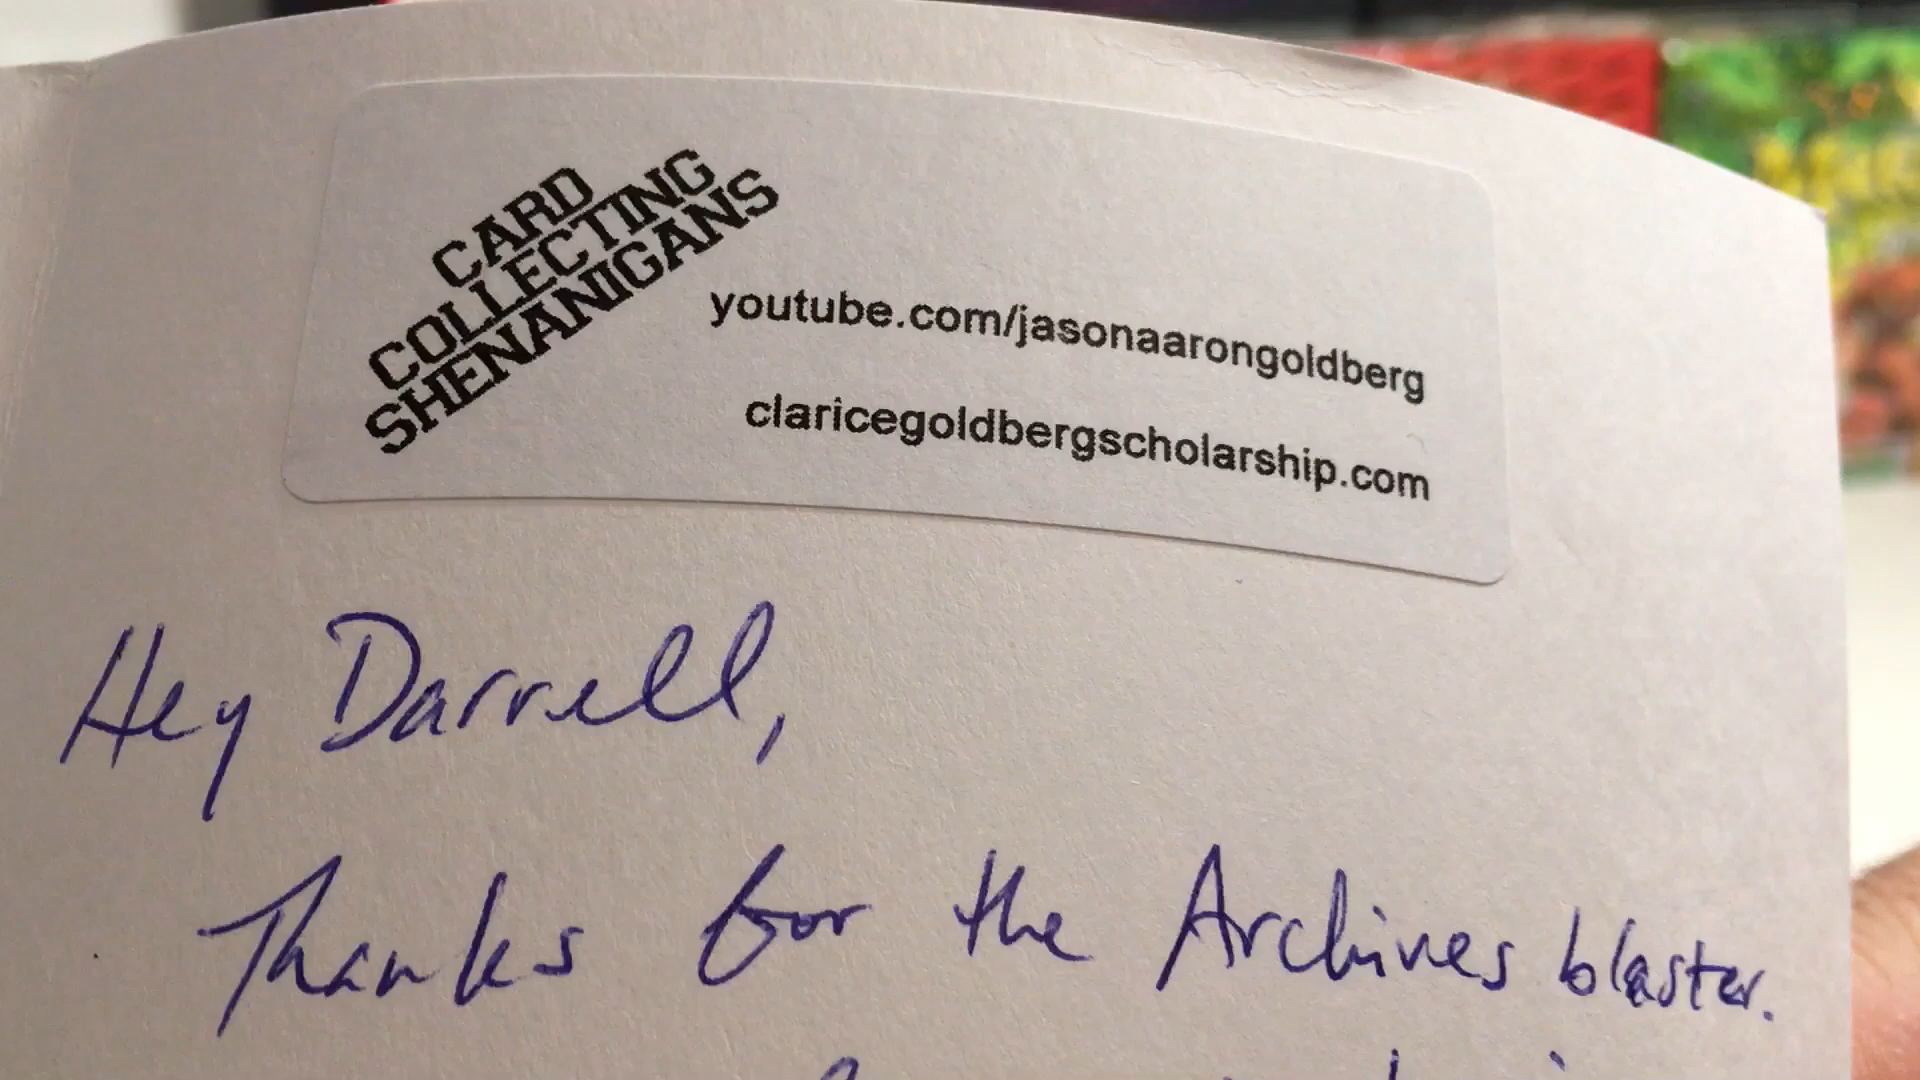 CARD
COLLECTING
SHENANIGANS
youtube.com/jasonaarongoldberg
claricegoldbergscholarship.com
Hey Darrell,
Thanks for the Archives blaster.